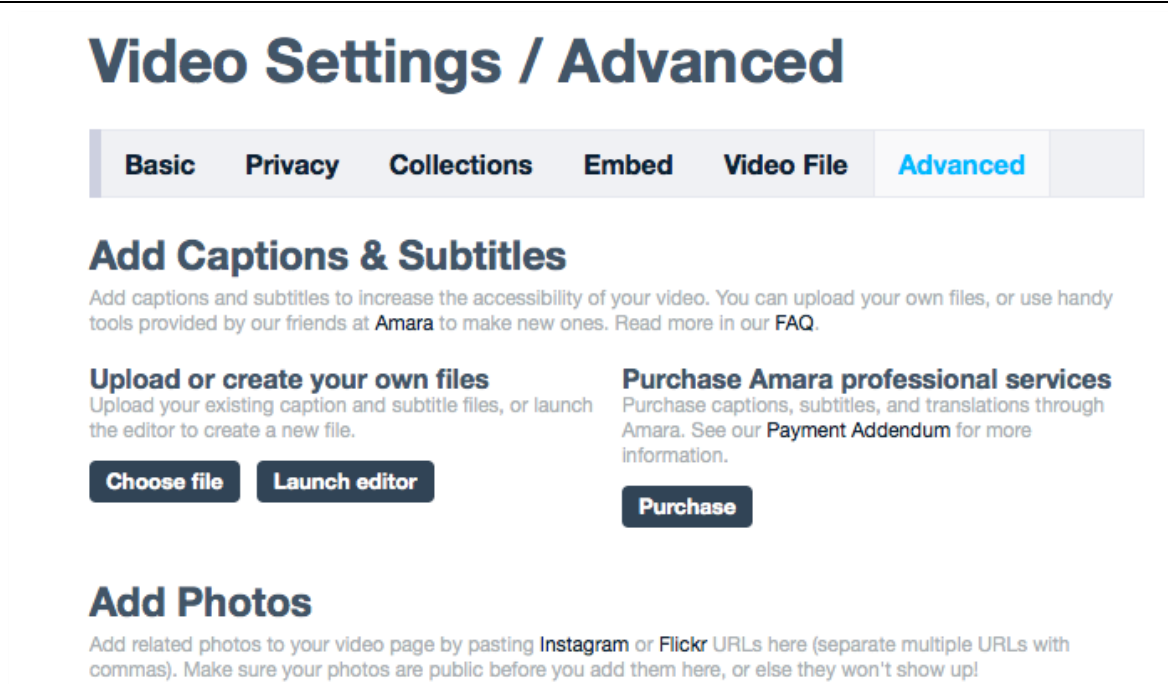 Video Settings / Advanced
Basic Privacy Collections Embed Video File Advanced
Add Captions & Subtitles
Add captions and subtitles to increase the accessibility of your video. You can upload your own files, or use handy
tools provided by our friends at Amara to make new ones. Read more in our FAQ.
Upload or create your own files
Upload your existing caption and subtitle files, or launch
the editor to create a new file.
Choose file Launch editor
Purchase Amara professional services
Purchase captions, subtitles, and translations through
Amara. See our Payment Addendum for more
information.
Purchase
Add Photos
Add related photos to your video page by pasting Instagram or Flickr URLs here (separate multiple URLs with
commas). Make sure your photos are public before you add them here, or else they won't show up!